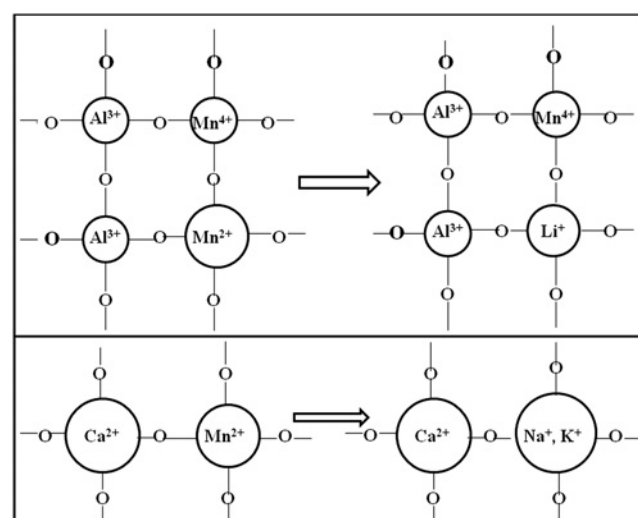 O O O O
O Al³⁺ O Mn⁴⁺ O O Al³⁺ O Mn⁴⁺ O
O O O O
O Al³⁺ O Mn²⁺ O O Al³⁺ O Li⁺ O
O O O O
O O O O
O Ca²⁺ O Mn²⁺ O O Ca²⁺ O Na⁺, K⁺ O
O O O O